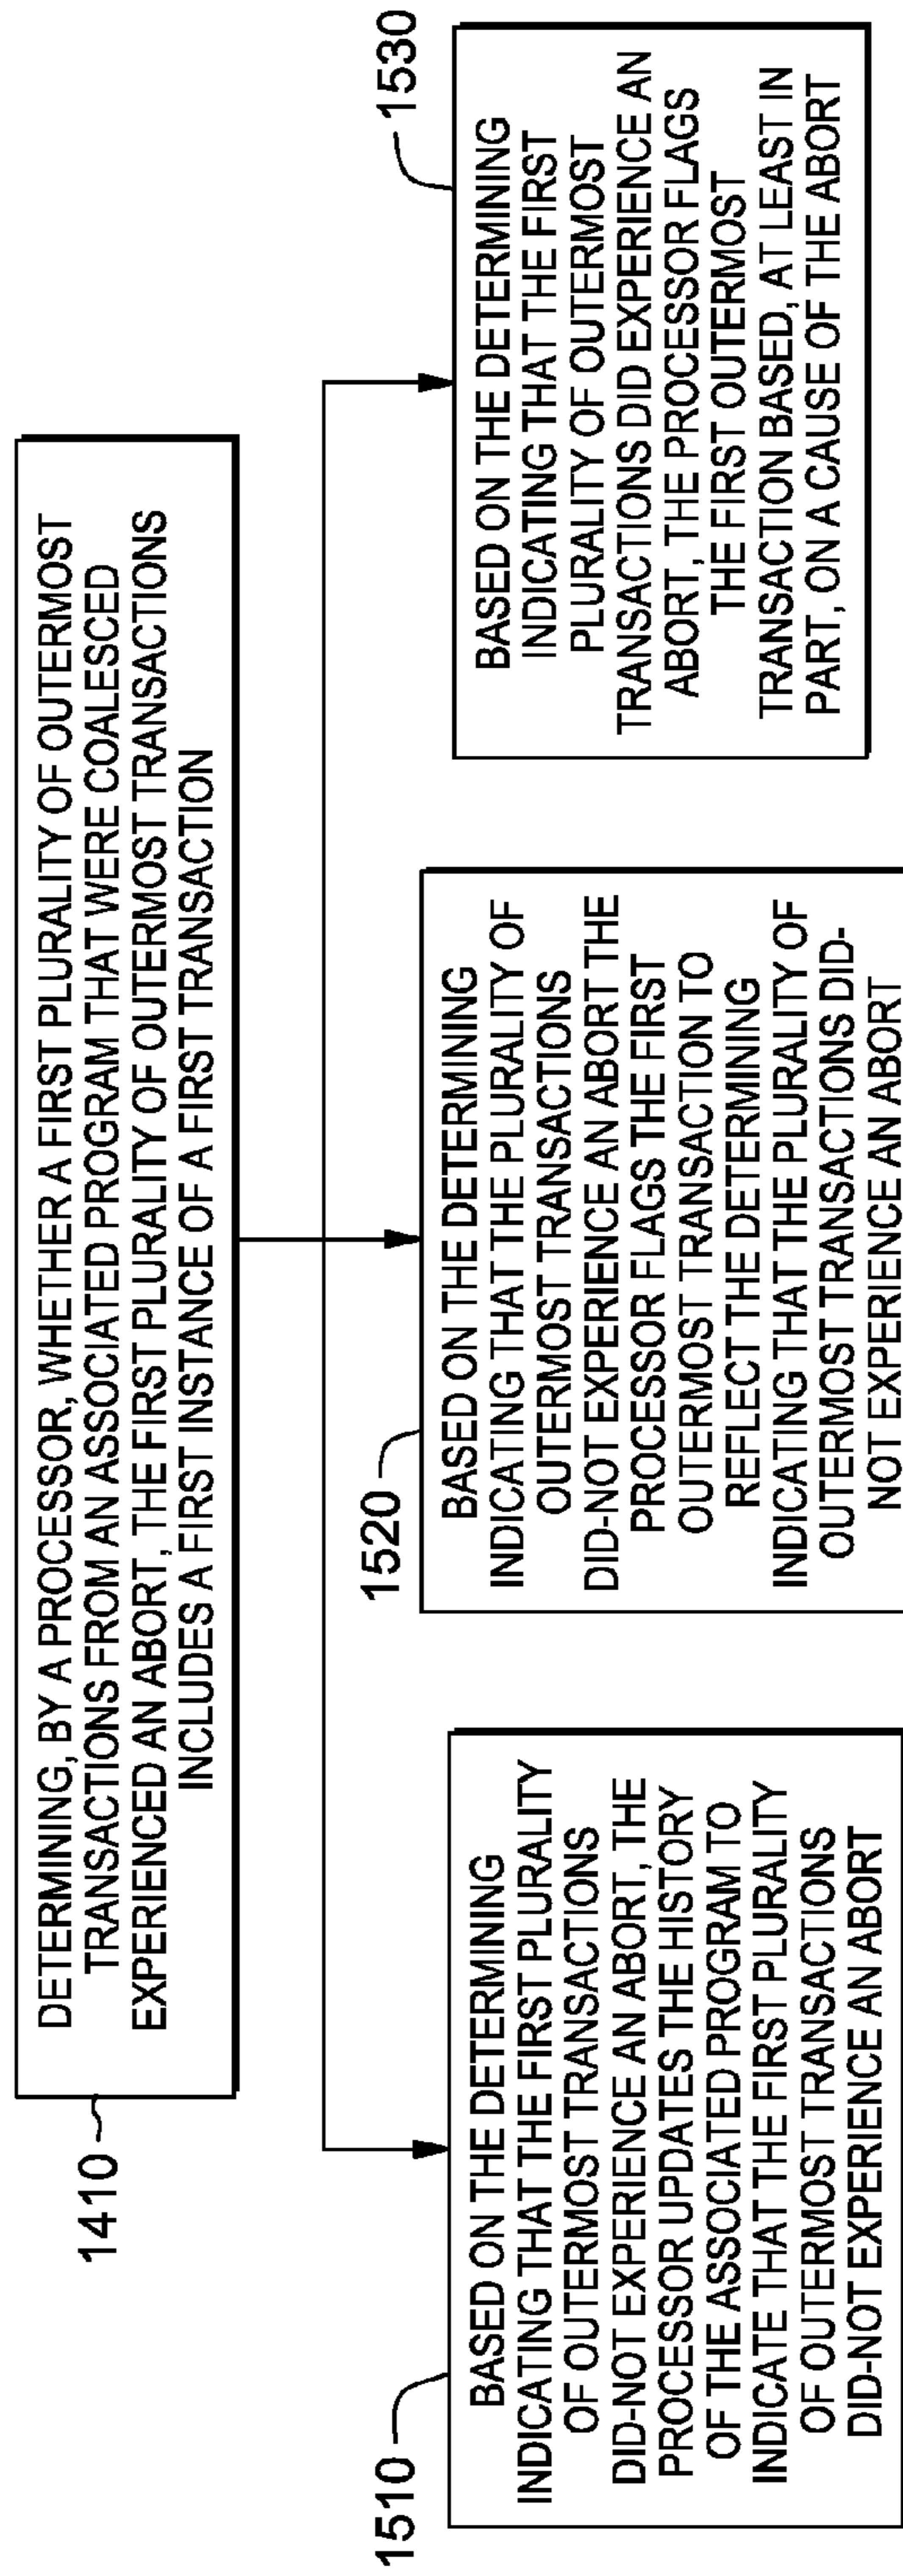 1410
DETERMINING, BY A PROCESSOR, WHETHER A FIRST PLURALITY OF OUTERMOST
TRANSACTIONS FROM AN ASSOCIATED PROGRAM THAT WERE COALESCED
EXPERIENCED AN ABORT, THE FIRST PLURALITY OF OUTERMOST TRANSACTIONS
INCLUDES A FIRST INSTANCE OF A FIRST TRANSACTION
1510
BASED ON THE DETERMINING
INDICATING THAT THE FIRST PLURALITY
OF OUTERMOST TRANSACTIONS
DID-NOT EXPERIENCE AN ABORT, THE
PROCESSOR UPDATES THE HISTORY
OF THE ASSOCIATED PROGRAM TO
INDICATE THAT THE FIRST PLURALITY
OF OUTERMOST TRANSACTIONS
DID-NOT EXPERIENCE AN ABORT
1520
BASED ON THE DETERMINING
INDICATING THAT THE PLURALITY OF
OUTERMOST TRANSACTIONS
DID-NOT EXPERIENCE AN ABORT THE
PROCESSOR FLAGS THE FIRST
OUTERMOST TRANSACTION TO
REFLECT THE DETERMINING
INDICATING THAT THE PLURALITY OF
OUTERMOST TRANSACTIONS DID-
NOT EXPERIENCE AN ABORT
1530
BASED ON THE DETERMINING
INDICATING THAT THE FIRST
PLURALITY OF OUTERMOST
TRANSACTIONS DID EXPERIENCE AN
ABORT, THE PROCESSOR FLAGS
THE FIRST OUTERMOST
TRANSACTION BASED, AT LEAST IN
PART, ON A CAUSE OF THE ABORT